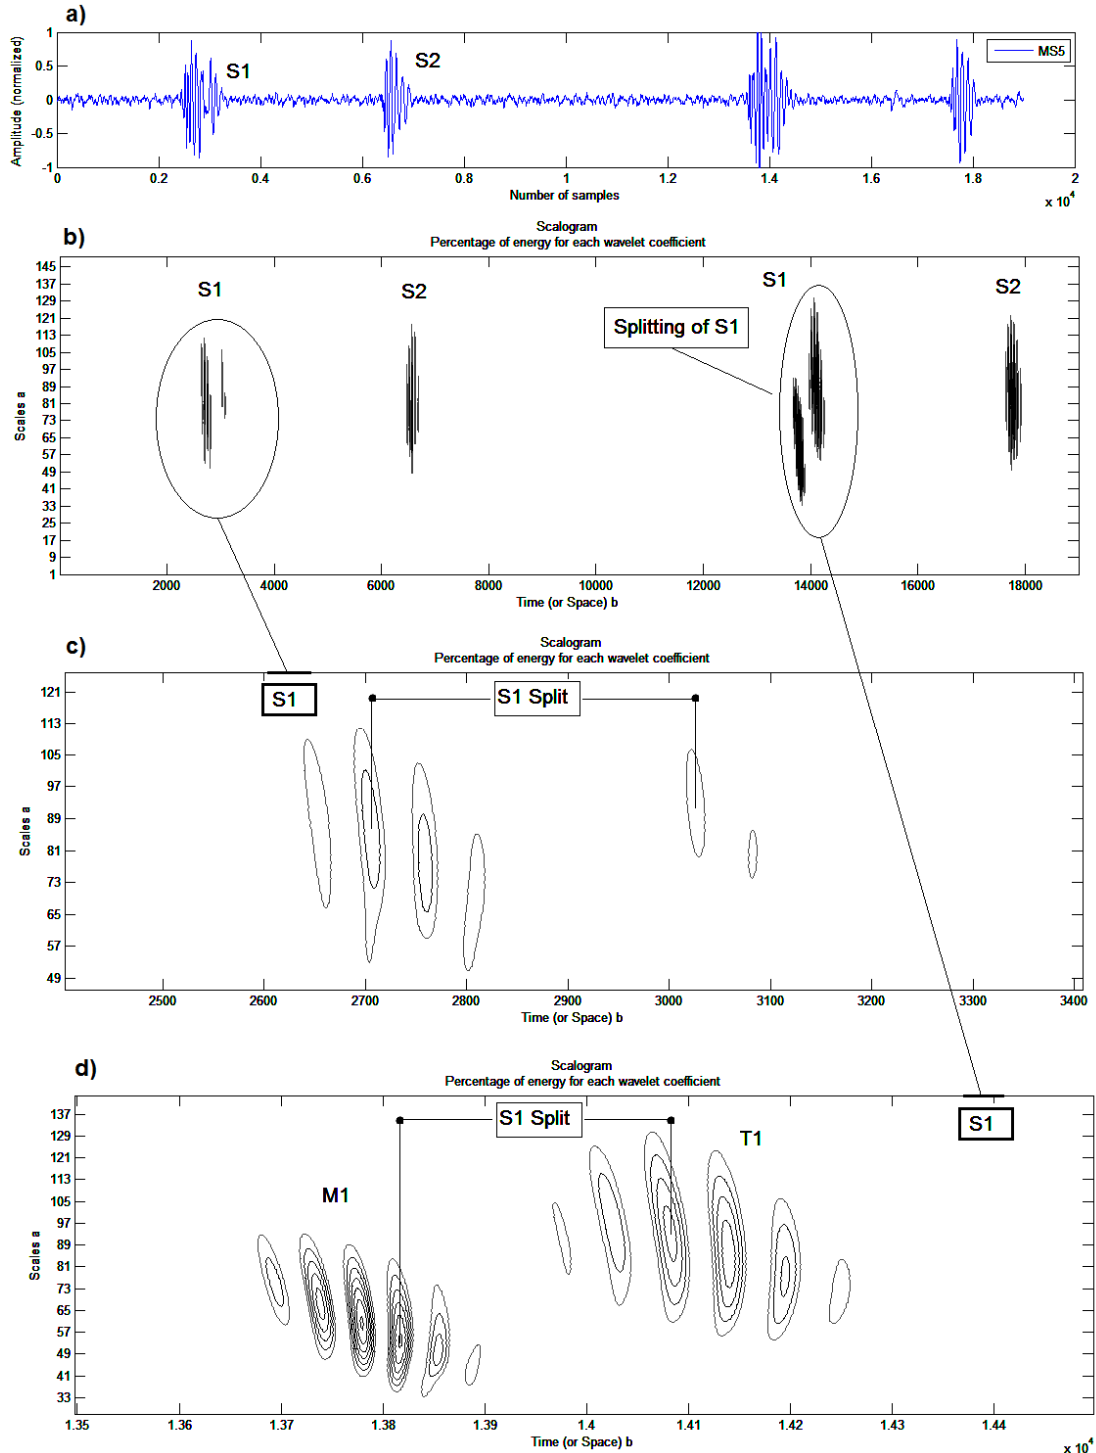 a)
Amplitude (normalized)
1
0.5
0
-0.5
-1
S1
S2
MS5
0 0.2 0.4 0.6 0.8 1 1.2 1.4 1.6 1.8 2
Number of samples
x 10⁴
b)
Scalogram
Percentage of energy for each wavelet coefficient
Scales a
145
137
129
121
113
105
97
89
81
73
65
57
49
41
33
25
17
9
1
S1
S2
S1
S2
Splitting of S1
2000 4000 6000 8000 10000 12000 14000 16000 18000
Time (or Space) b
c)
Scalogram
Percentage of energy for each wavelet coefficient
Scales a
121
113
105
97
89
81
73
65
57
49
S1
S1 Split
2500 2600 2700 2800 2900 3000 3100 3200 3300 3400
Time (or Space) b
d)
Scalogram
Percentage of energy for each wavelet coefficient
Scales a
137
129
121
113
105
97
89
81
73
65
57
49
41
33
S1 Split
S1
T1
M1
1.35 1.36 1.37 1.38 1.39 1.4 1.41 1.42 1.43 1.44
Time (or Space) b
x 10⁴